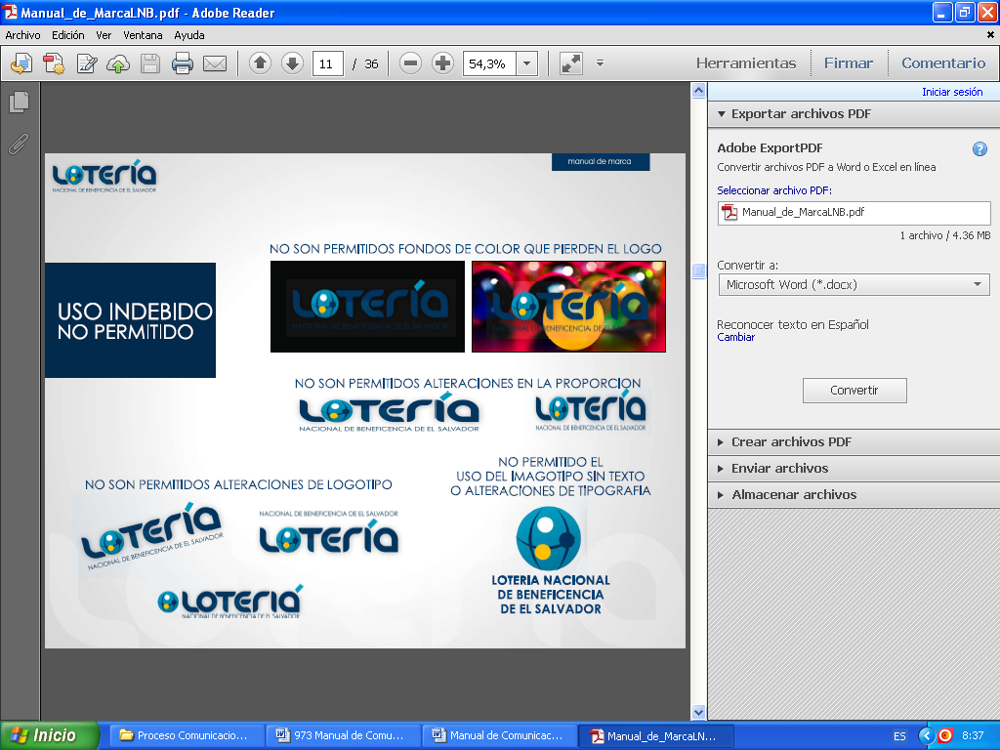 Manual_de_MarcaLNB.pdf - Adobe Reader
Archivo Edición Ver Ventana Ayuda
11 / 36 54,3% Herramientas Firmar Comentario
Iniciar sesión
Exportar archivos PDF
Adobe ExportPDF
Convertir archivos PDF a Word o Excel en línea
Seleccionar archivo PDF:
Manual_de_MarcaLNB.pdf
1 archivo / 4.36 MB
Convertir a:
Microsoft Word (*.docx)
Reconocer texto en Español
Cambiar
Convertir
Crear archivos PDF
Enviar archivos
Almacenar archivos
LOTERÍA
NACIONAL DE BENEFICENCIA DE EL SALVADOR
manual de marca
NO SON PERMITIDOS FONDOS DE COLOR QUE PIERDEN EL LOGO
USO INDEBIDO
NO PERMITIDO
LOTERÍA
NACIONAL DE BENEFICENCIA DE EL SALVADOR
LOTERÍA
NACIONAL DE BENEFICENCIA DE EL SALVADOR
NO SON PERMITIDOS ALTERACIONES EN LA PROPORCION
LOTERÍA
NACIONAL DE BENEFICENCIA DE EL SALVADOR
LOTERÍA
NACIONAL DE BENEFICENCIA DE EL SALVADOR
NO SON PERMITIDOS ALTERACIONES DE LOGOTIPO
LOTERÍA
NACIONAL DE BENEFICENCIA DE EL SALVADOR
NACIONAL DE BENEFICENCIA DE EL SALVADOR
LOTERÍA
LOTERIÁ
NACIONAL DE BENEFICENCIA DE EL SALVADOR
NO PERMITIDO EL
USO DEL IMAGOTIPO SIN TEXTO
O ALTERACIONES DE TIPOGRAFIA
LOTERIA NACIONAL
DE BENEFICENCIA
DE EL SALVADOR
Inicio
Proceso Comunicacio...
973 Manual de Comu...
Manual de Comunicac...
Manual_de_MarcaLN...
ES
8:37